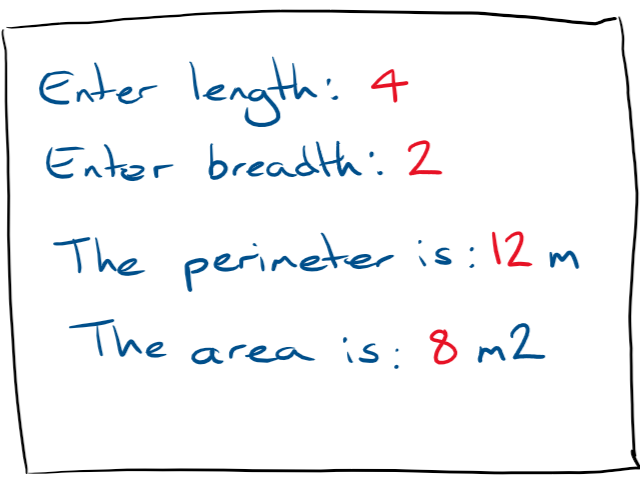 Enter length: 4
Enter breadth: 2
The perimeter is: 12 m
The area is: 8 m2